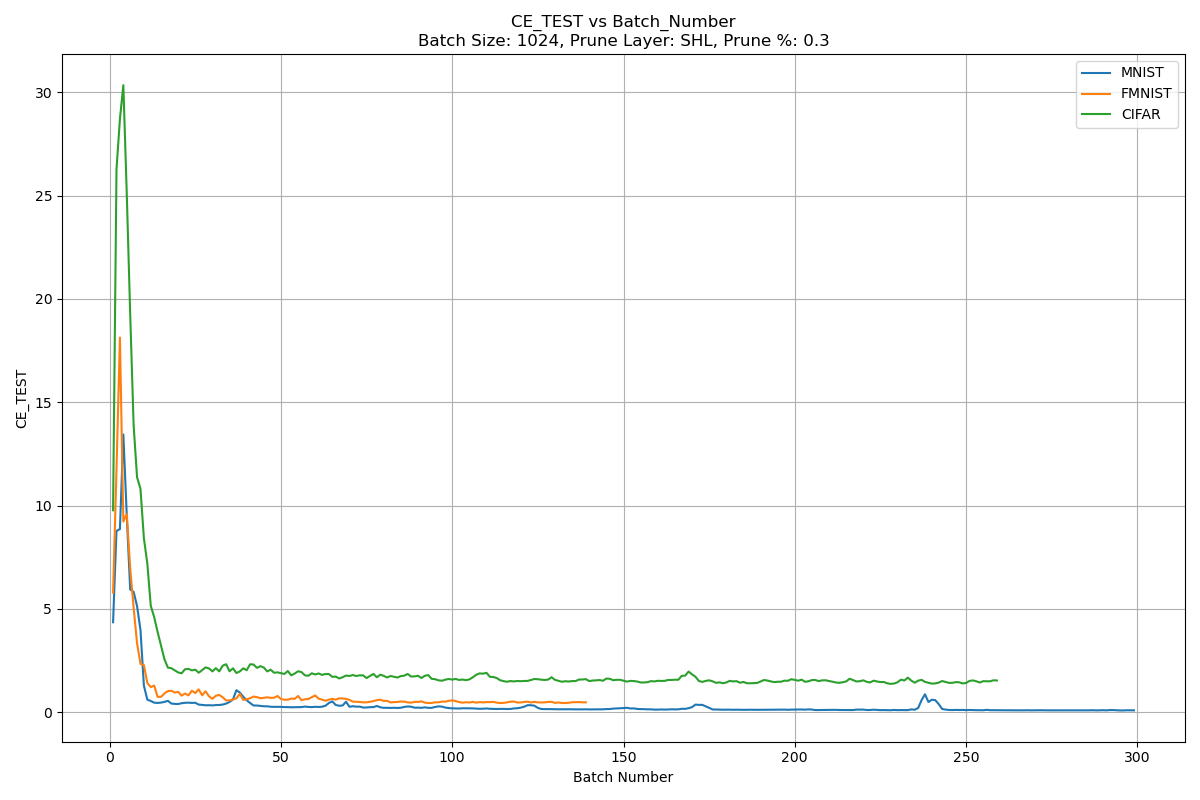 CE_TEST vs Batch_Number
Batch Size: 1024, Prune Layer: SHL, Prune %: 0.3
MNIST
FMNIST
CIFAR
30
25
20
15
10
5
0
CE_TEST
0 50 100 150 200 250 300
Batch Number